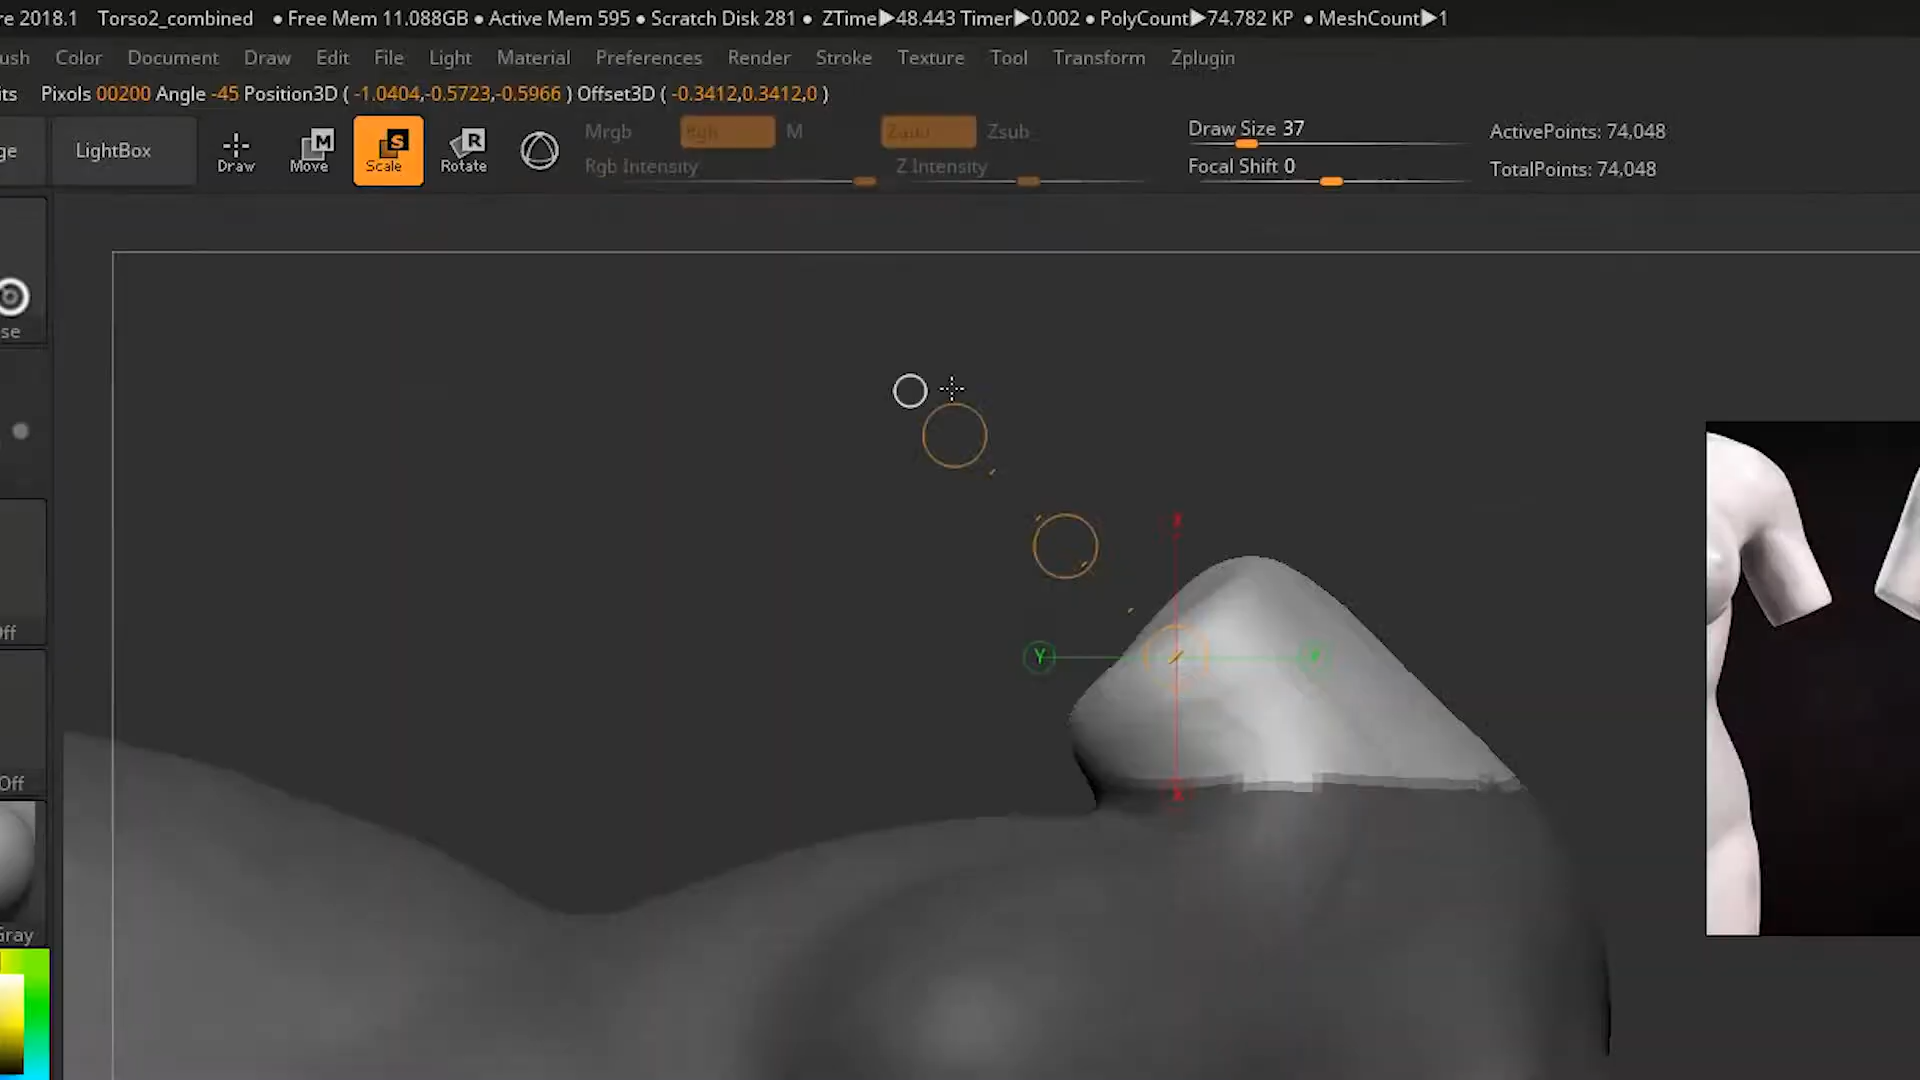 re 2018.1 Torso2_combined ● Free Mem 11.088GB ● Active Mem 595 ● Scratch Disk 281 ● ZTime▶48.443 Timer▶0.002 ● PolyCount▶74.782 KP ● MeshCount▶1
ush Color Document Draw Edit File Light Material Preferences Render Stroke Texture Tool Transform Zplugin
its Pixols 00200 Angle -45 Position3D ( -1.0404,-0.5723,-0.5966 ) Offset3D ( -0.3412,0.3412,0 )
ge LightBox Draw M Move S Scale R Rotate
Mrgb Rgb M Zadd Zsub
Rgb Intensity Z Intensity
Draw Size 37 ActivePoints: 74,048
Focal Shift 0 TotalPoints: 74,048
se
Y
Off
Off
Gray